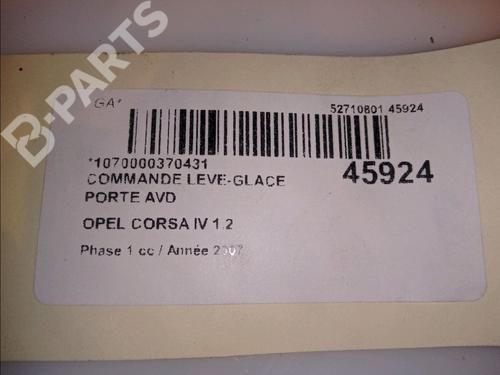 B-PARTS
GA*
52710801 45924
*1070000370431
45924
COMMANDE LEVE-GLACE
PORTE AVD
OPEL CORSA IV 1.2
Phase 1 cc / Année 2007